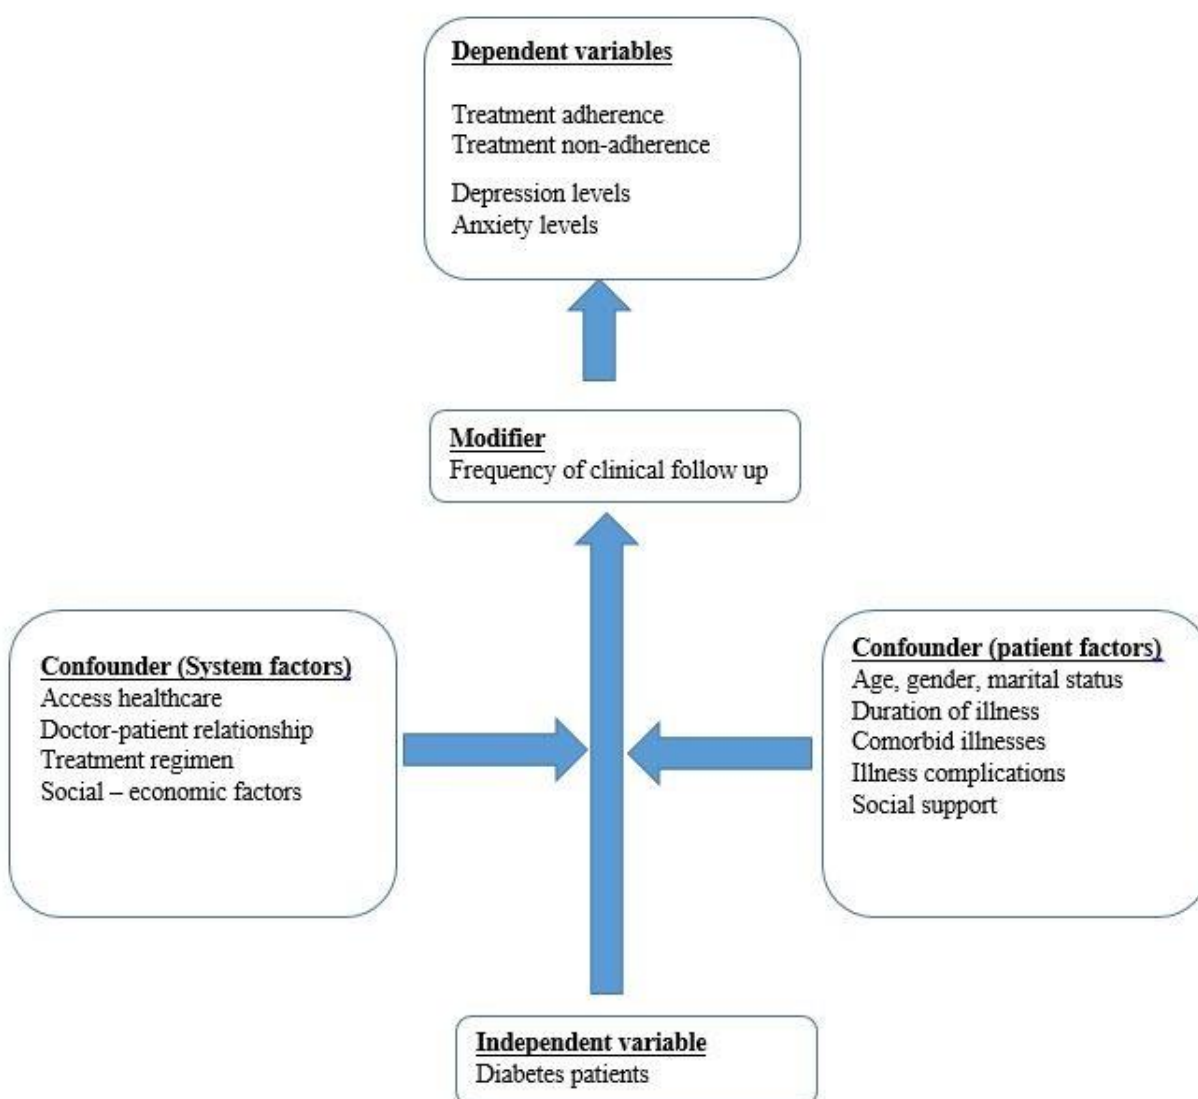 Dependent variables
Treatment adherence
Treatment non-adherence
Depression levels
Anxiety levels
Modifier
Frequency of clinical follow up
Confounder (System factors)
Access healthcare
Doctor-patient relationship
Treatment regimen
Social – economic factors
Confounder (patient factors)
Age, gender, marital status
Duration of illness
Comorbid illnesses
Illness complications
Social support
Independent variable
Diabetes patients